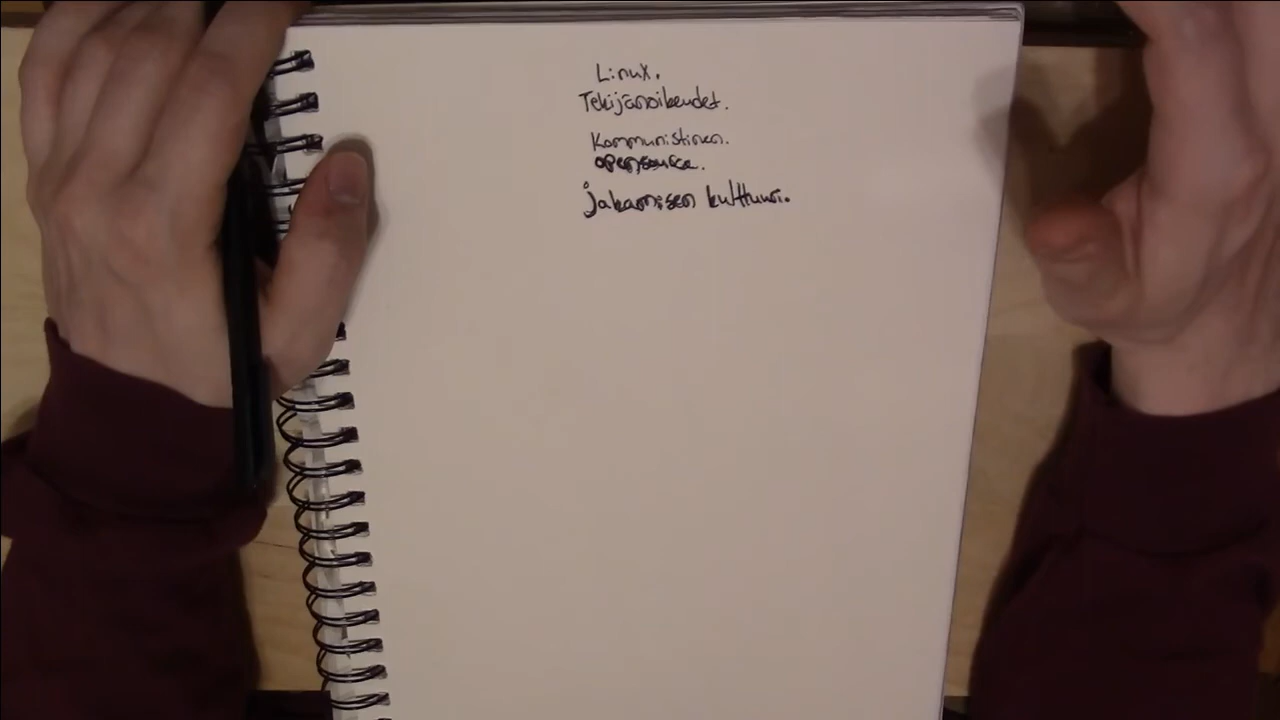 Linux.
Tekijänoikeudet.
Kommunistinen.
opensource.
jakamisen kulttuuri.